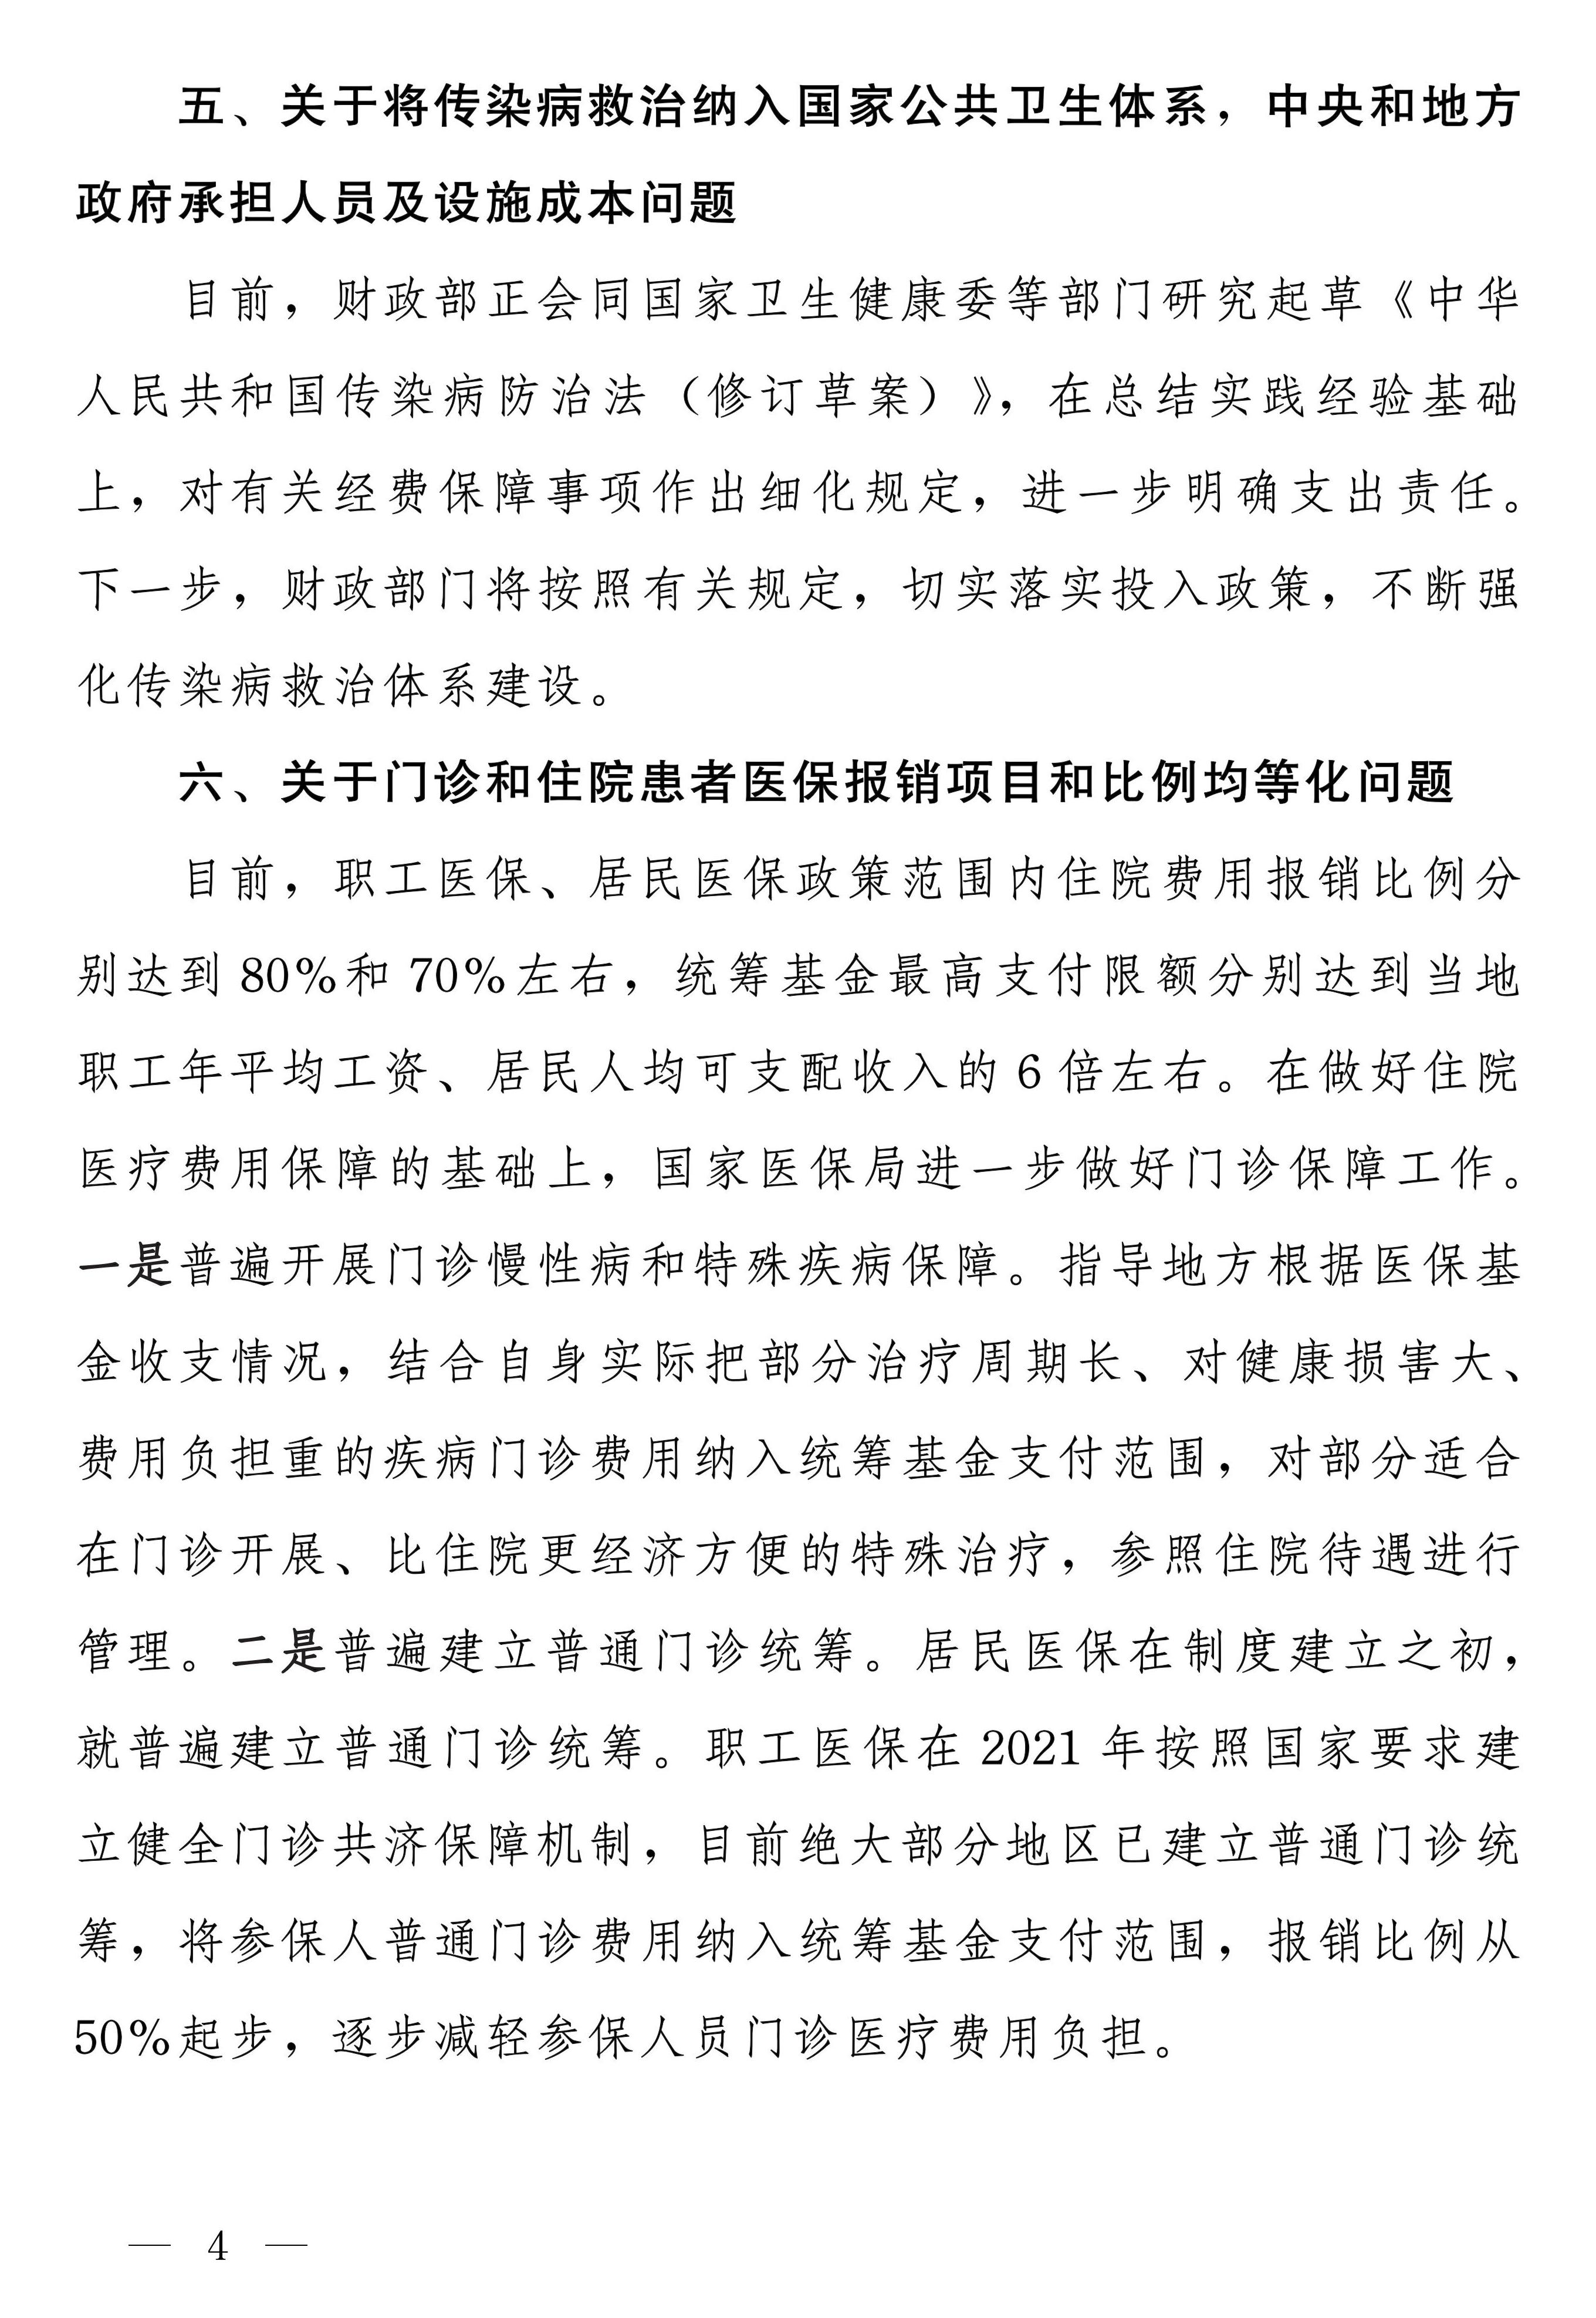 五、关于将传染病救治纳入国家公共卫生体系，中央和地方
政府承担人员及设施成本问题
目前，财政部正会同国家卫生健康委等部门研究起草《中华
人民共和国传染病防治法（修订草案）》，在总结实践经验基础
上，对有关经费保障事项作出细化规定，进一步明确支出责任。
下一步，财政部门将按照有关规定，切实落实投入政策，不断强
化传染病救治体系建设。
六、关于门诊和住院患者医保报销项目和比例均等化问题
目前，职工医保、居民医保政策范围内住院费用报销比例分
别达到 80%和 70%左右，统筹基金最高支付限额分别达到当地
职工年平均工资、居民人均可支配收入的 6 倍左右。在做好住院
医疗费用保障的基础上，国家医保局进一步做好门诊保障工作。
一是普遍开展门诊慢性病和特殊疾病保障。指导地方根据医保基
金收支情况，结合自身实际把部分治疗周期长、对健康损害大、
费用负担重的疾病门诊费用纳入统筹基金支付范围，对部分适合
在门诊开展、比住院更经济方便的特殊治疗，参照住院待遇进行
管理。二是普遍建立普通门诊统筹。居民医保在制度建立之初，
就普遍建立普通门诊统筹。职工医保在 2021 年按照国家要求建
立健全门诊共济保障机制，目前绝大部分地区已建立普通门诊统
筹，将参保人普通门诊费用纳入统筹基金支付范围，报销比例从
50%起步，逐步减轻参保人员门诊医疗费用负担。
— 4 —